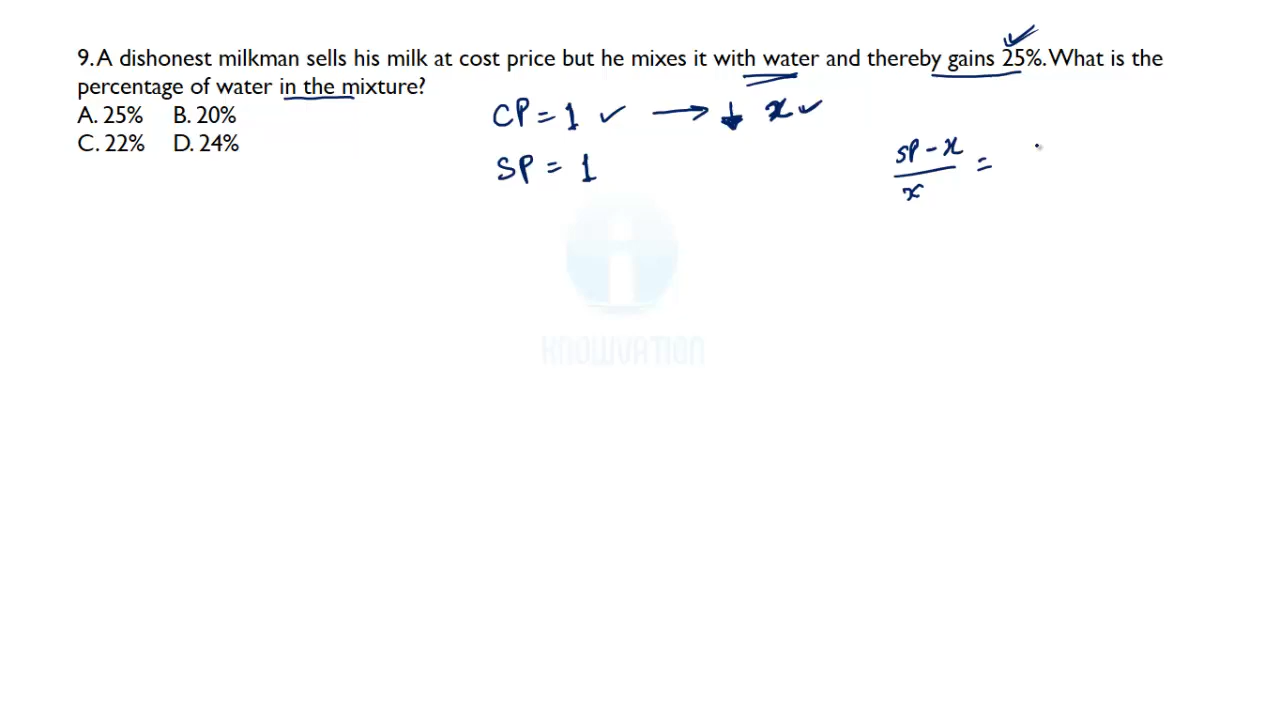 9.A dishonest milkman sells his milk at cost price but he mixes it with water and thereby gains 25%.What is the
percentage of water in the mixture?
A. 25% B. 20%
C. 22% D. 24%
CP = 1 ✓ → ↓ x ✓
SP = 1
SP - x
x
=
KNOWVATION